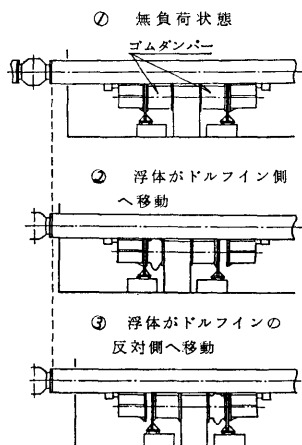 ① 無負荷状態
ゴムダンパー
② 浮体がドルフイン側
へ移動
③ 浮体がドルフインの
反対側へ移動